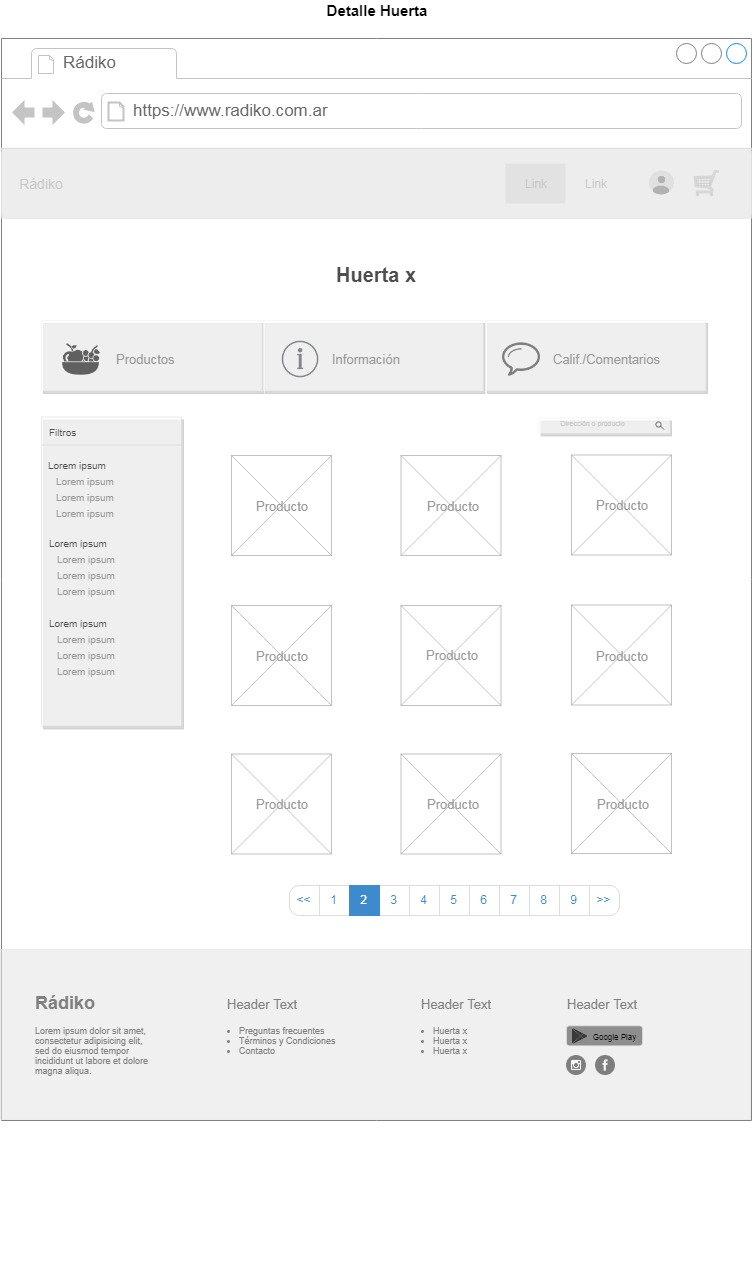 Detalle Huerta
Rádiko
https://www.radiko.com.ar
Rádiko
Link
Link
Huerta x
Productos
Información
Calif./Comentarios
Filtros
Lorem ipsum
Lorem ipsum
Lorem ipsum
Lorem ipsum
Lorem ipsum
Lorem ipsum
Lorem ipsum
Lorem ipsum
Lorem ipsum
Lorem ipsum
Lorem ipsum
Lorem ipsum
Dirección o producto
Producto
Producto
Producto
Producto
Producto
Producto
Producto
Producto
Producto
<< 1 2 3 4 5 6 7 8 9 >>
Rádiko
Lorem ipsum dolor sit amet,
consectetur adipisicing elit,
sed do eiusmod tempor
incididunt ut labore et dolore
magna aliqua.
Header Text
• Preguntas frecuentes
• Términos y Condiciones
• Contacto
Header Text
• Huerta x
• Huerta x
• Huerta x
Header Text
Google Play